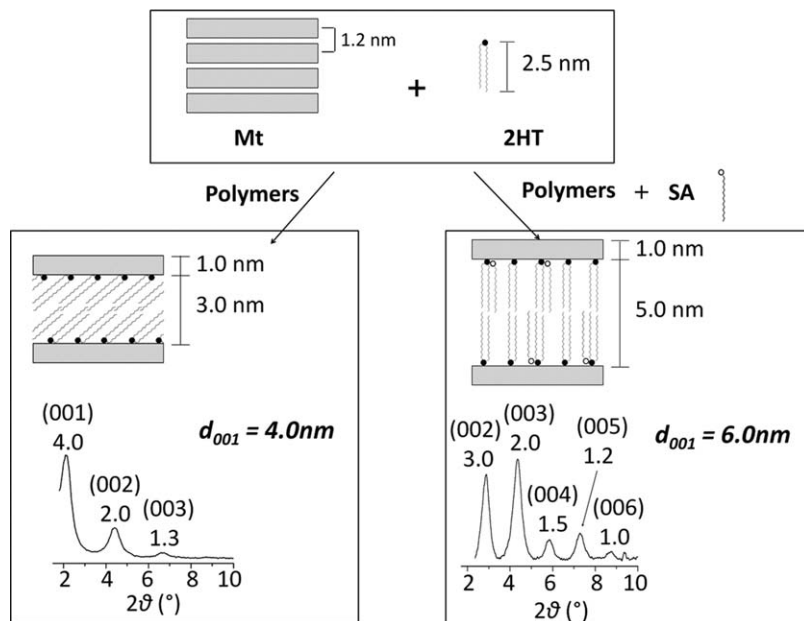 1.2 nm
+
2.5 nm
Mt
2HT
Polymers
Polymers + SA
1.0 nm
3.0 nm
(001)
4.0
d001 = 4.0nm
(002)
2.0
(003)
1.3
2 4 6 8 10
2ϑ (°)
1.0 nm
5.0 nm
(002)
3.0
(003)
2.0
(004)
1.5
(005)
1.2
(006)
1.0
d001 = 6.0nm
2 4 6 8 10
2ϑ (°)